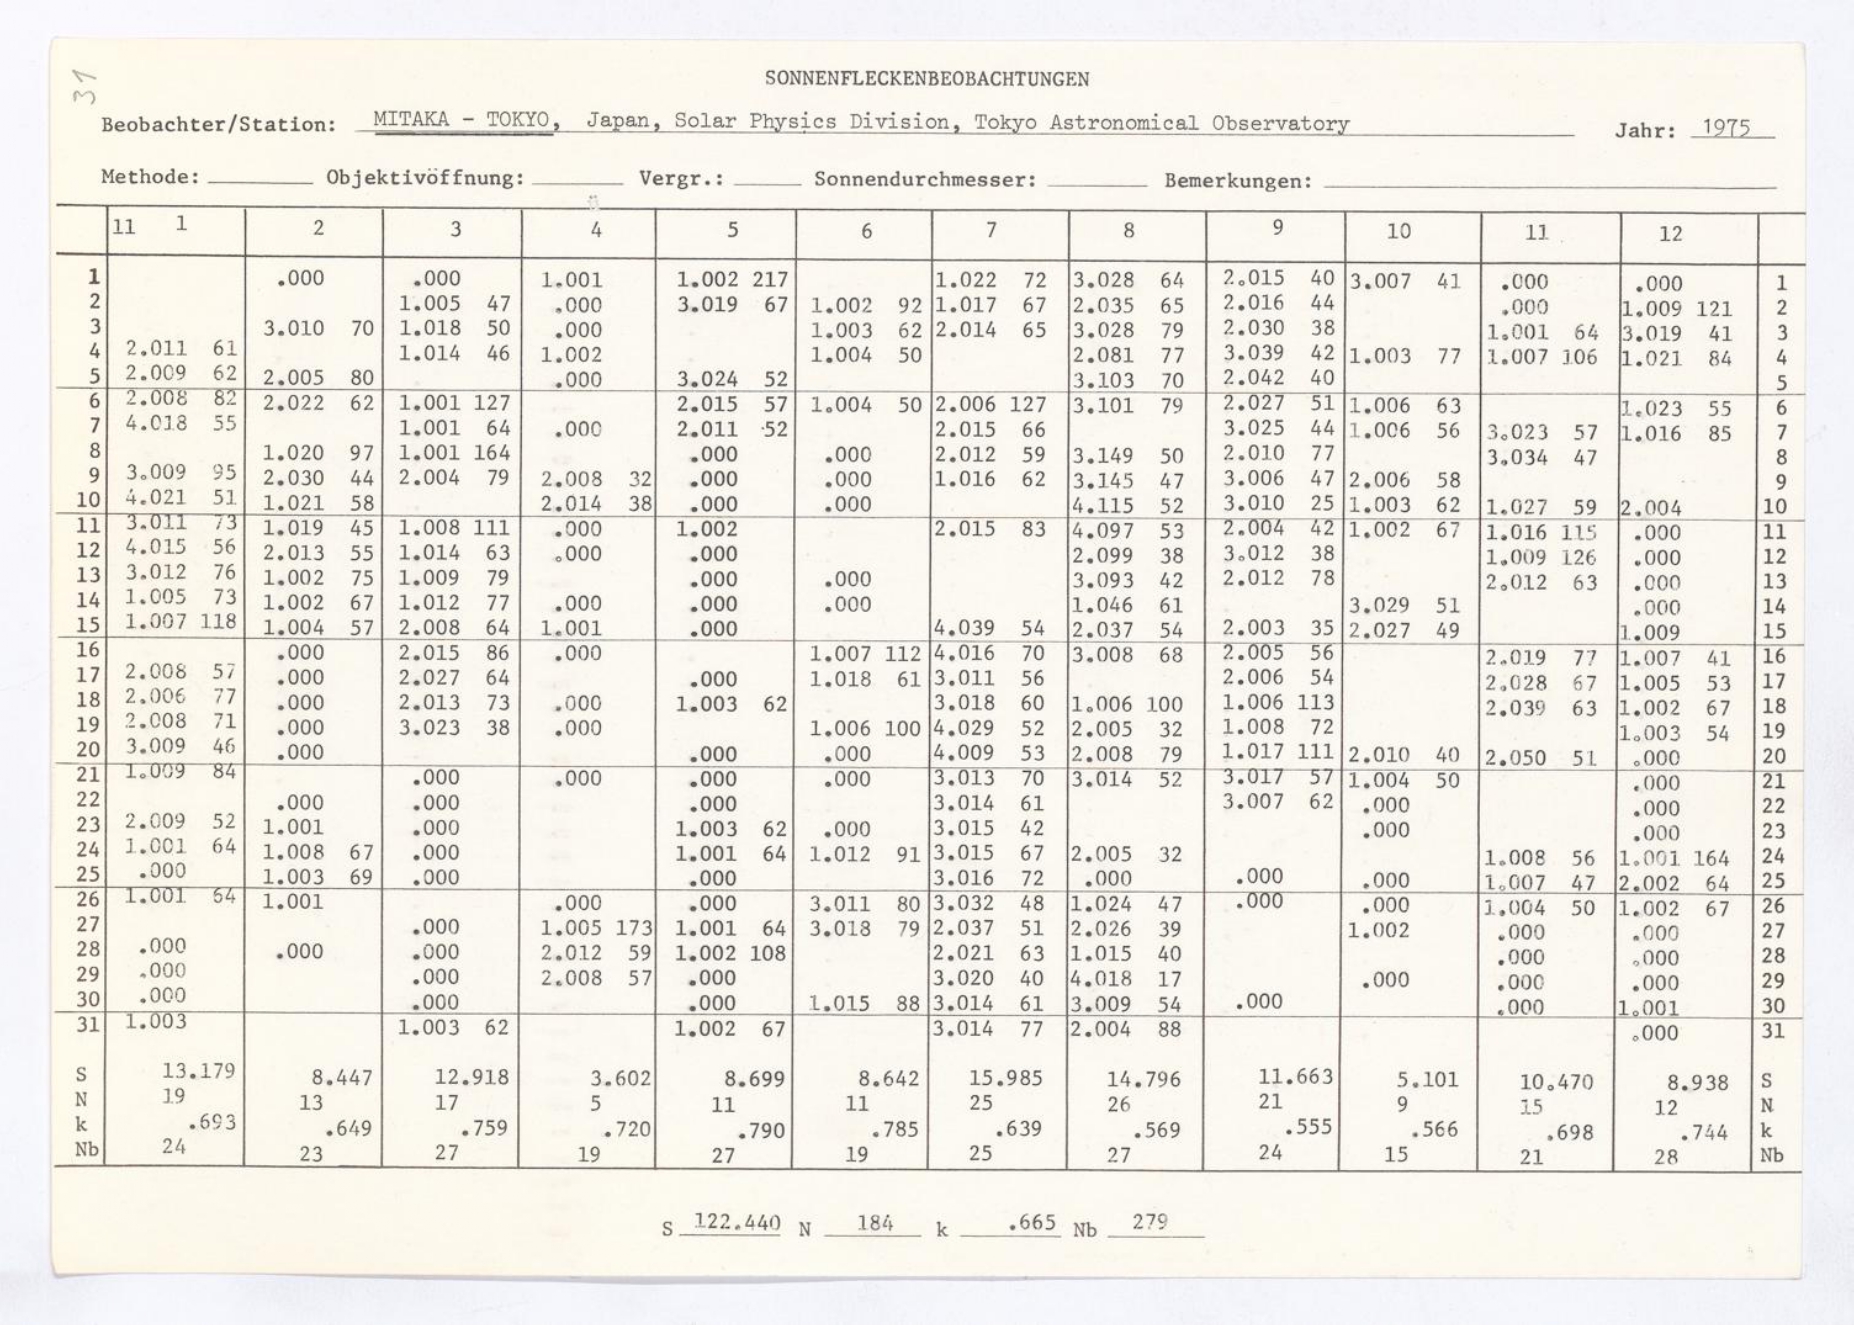 31
SONNENFLECKENBEOBACHTUNGEN
Beobachter/Station: MITAKA - TOKYO, Japan, Solar Physics Division, Tokyo Astronomical Observatory Jahr: 1975
Methode: Objektivöffnung: Vergr.: Sonnendurchmesser: Bemerkungen:
11 1 2 3 4 5 6 7 8 9 10 11 12
1 .000 .000 1.001 1.002 217 1.022 72 3.028 64 2.015 40 3.007 41 .000 .000 1
2 1.005 47 .000 3.019 67 1.002 92 1.017 67 2.035 65 2.016 44 .000 1.009 121 2
3 3.010 70 1.018 50 .000 1.003 62 2.014 65 3.028 79 2.030 38 1.001 64 3.019 41 3
4 2.011 61 1.014 46 1.002 1.004 50 2.081 77 3.039 42 1.003 77 1.007 106 1.021 84 4
5 2.009 62 2.005 80 .000 3.024 52 3.103 70 2.042 40 5
6 2.008 82 2.022 62 1.001 127 2.015 57 1.004 50 2.006 127 3.101 79 2.027 51 1.006 63 1.023 55 6
7 4.018 55 1.001 64 .000 2.011 52 2.015 66 3.025 44 1.006 56 3.023 57 1.016 85 7
8 1.020 97 1.001 164 .000 .000 2.012 59 3.149 50 2.010 77 3.034 47 8
9 3.009 95 2.030 44 2.004 79 2.008 32 .000 .000 1.016 62 3.145 47 3.006 47 2.006 58 9
10 4.021 51 1.021 58 2.014 38 .000 .000 4.115 52 3.010 25 1.003 62 1.027 59 2.004 10
11 3.011 73 1.019 45 1.008 111 .000 1.002 2.015 83 4.097 53 2.004 42 1.002 67 1.016 115 .000 11
12 4.015 56 2.013 55 1.014 63 .000 .000 2.099 38 3.012 38 1.009 126 .000 12
13 3.012 76 1.002 75 1.009 79 .000 .000 3.093 42 2.012 78 2.012 63 .000 13
14 1.005 73 1.002 67 1.012 77 .000 .000 .000 1.046 61 3.029 51 .000 14
15 1.007 118 1.004 57 2.008 64 1.001 .000 4.039 54 2.037 54 2.003 35 2.027 49 1.009 15
16 .000 2.015 86 .000 1.007 112 4.016 70 3.008 68 2.005 56 2.019 77 1.007 41 16
17 2.008 57 .000 2.027 64 .000 1.018 61 3.011 56 2.006 54 2.028 67 1.005 53 17
18 2.006 77 .000 2.013 73 .000 1.003 62 3.018 60 1.006 100 1.006 113 2.039 63 1.002 67 18
19 2.008 71 .000 3.023 38 .000 1.006 100 4.029 52 2.005 32 1.008 72 1.003 54 19
20 3.009 46 .000 .000 .000 4.009 53 2.008 79 1.017 111 2.010 40 2.050 51 .000 20
21 1.009 84 .000 .000 .000 .000 3.013 70 3.014 52 3.017 57 1.004 50 .000 21
22 .000 .000 .000 3.014 61 3.007 62 .000 .000 22
23 2.009 52 1.001 .000 1.003 62 .000 3.015 42 .000 .000 23
24 1.001 64 1.008 67 .000 1.001 64 1.012 91 3.015 67 2.005 32 1.008 56 1.001 164 24
25 .000 1.003 69 .000 .000 3.016 72 .000 .000 .000 1.007 47 2.002 64 25
26 1.001 64 1.001 .000 .000 3.011 80 3.032 48 1.024 47 .000 .000 1.004 50 1.002 67 26
27 .000 1.005 173 1.001 64 3.018 79 2.037 51 2.026 39 1.002 .000 .000 27
28 .000 .000 .000 2.012 59 1.002 108 2.021 63 1.015 40 .000 .000 28
29 .000 .000 2.008 57 .000 3.020 40 4.018 17 .000 .000 .000 29
30 .000 .000 .000 1.015 88 3.014 61 3.009 54 .000 .000 1.001 30
31 1.003 1.003 62 1.002 67 3.014 77 2.004 88 .000 31
S 13.179 8.447 12.918 3.602 8.699 8.642 15.985 14.796 11.663 5.101 10.470 8.938 S
N 19 13 17 5 11 11 25 26 21 9 15 12 N
k .693 .649 .759 .720 .790 .785 .639 .569 .555 .566 .698 .744 k
Nb 24 23 27 19 27 19 25 27 24 15 21 28 Nb
S 122.440 N 184 k .665 Nb 279